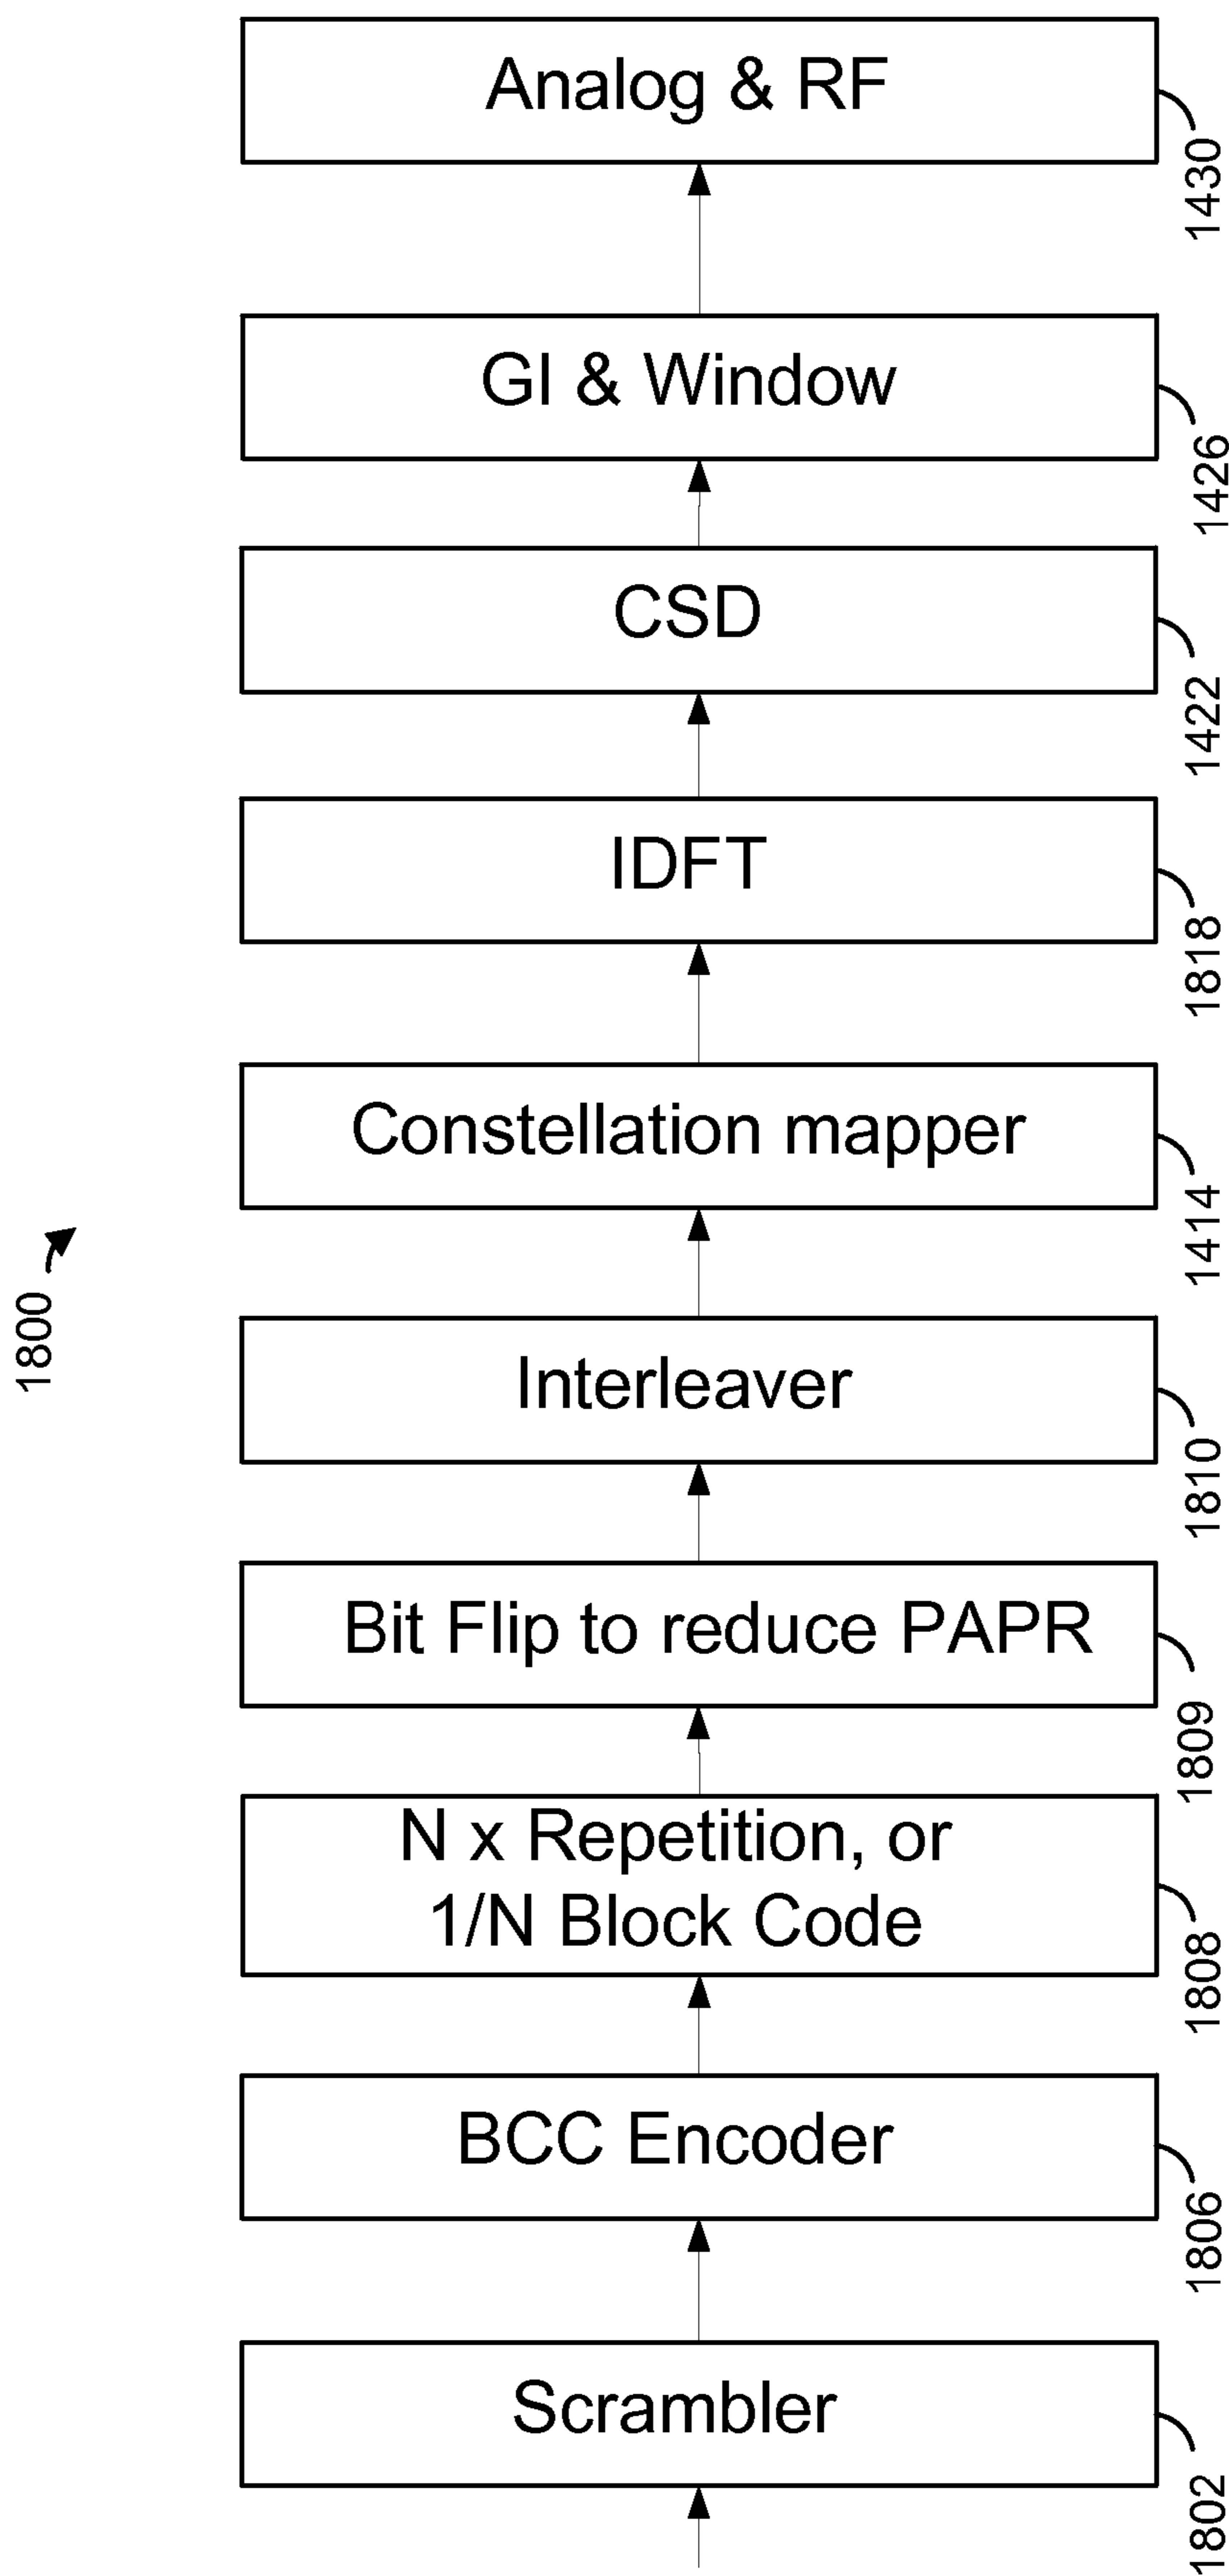 Analog & RF
1430
GI & Window
1426
CSD
1422
IDFT
1818
Constellation mapper
1414
1800
Interleaver
1810
Bit Flip to reduce PAPR
1809
N x Repetition, or
1/N Block Code
1808
BCC Encoder
1806
Scrambler
1802